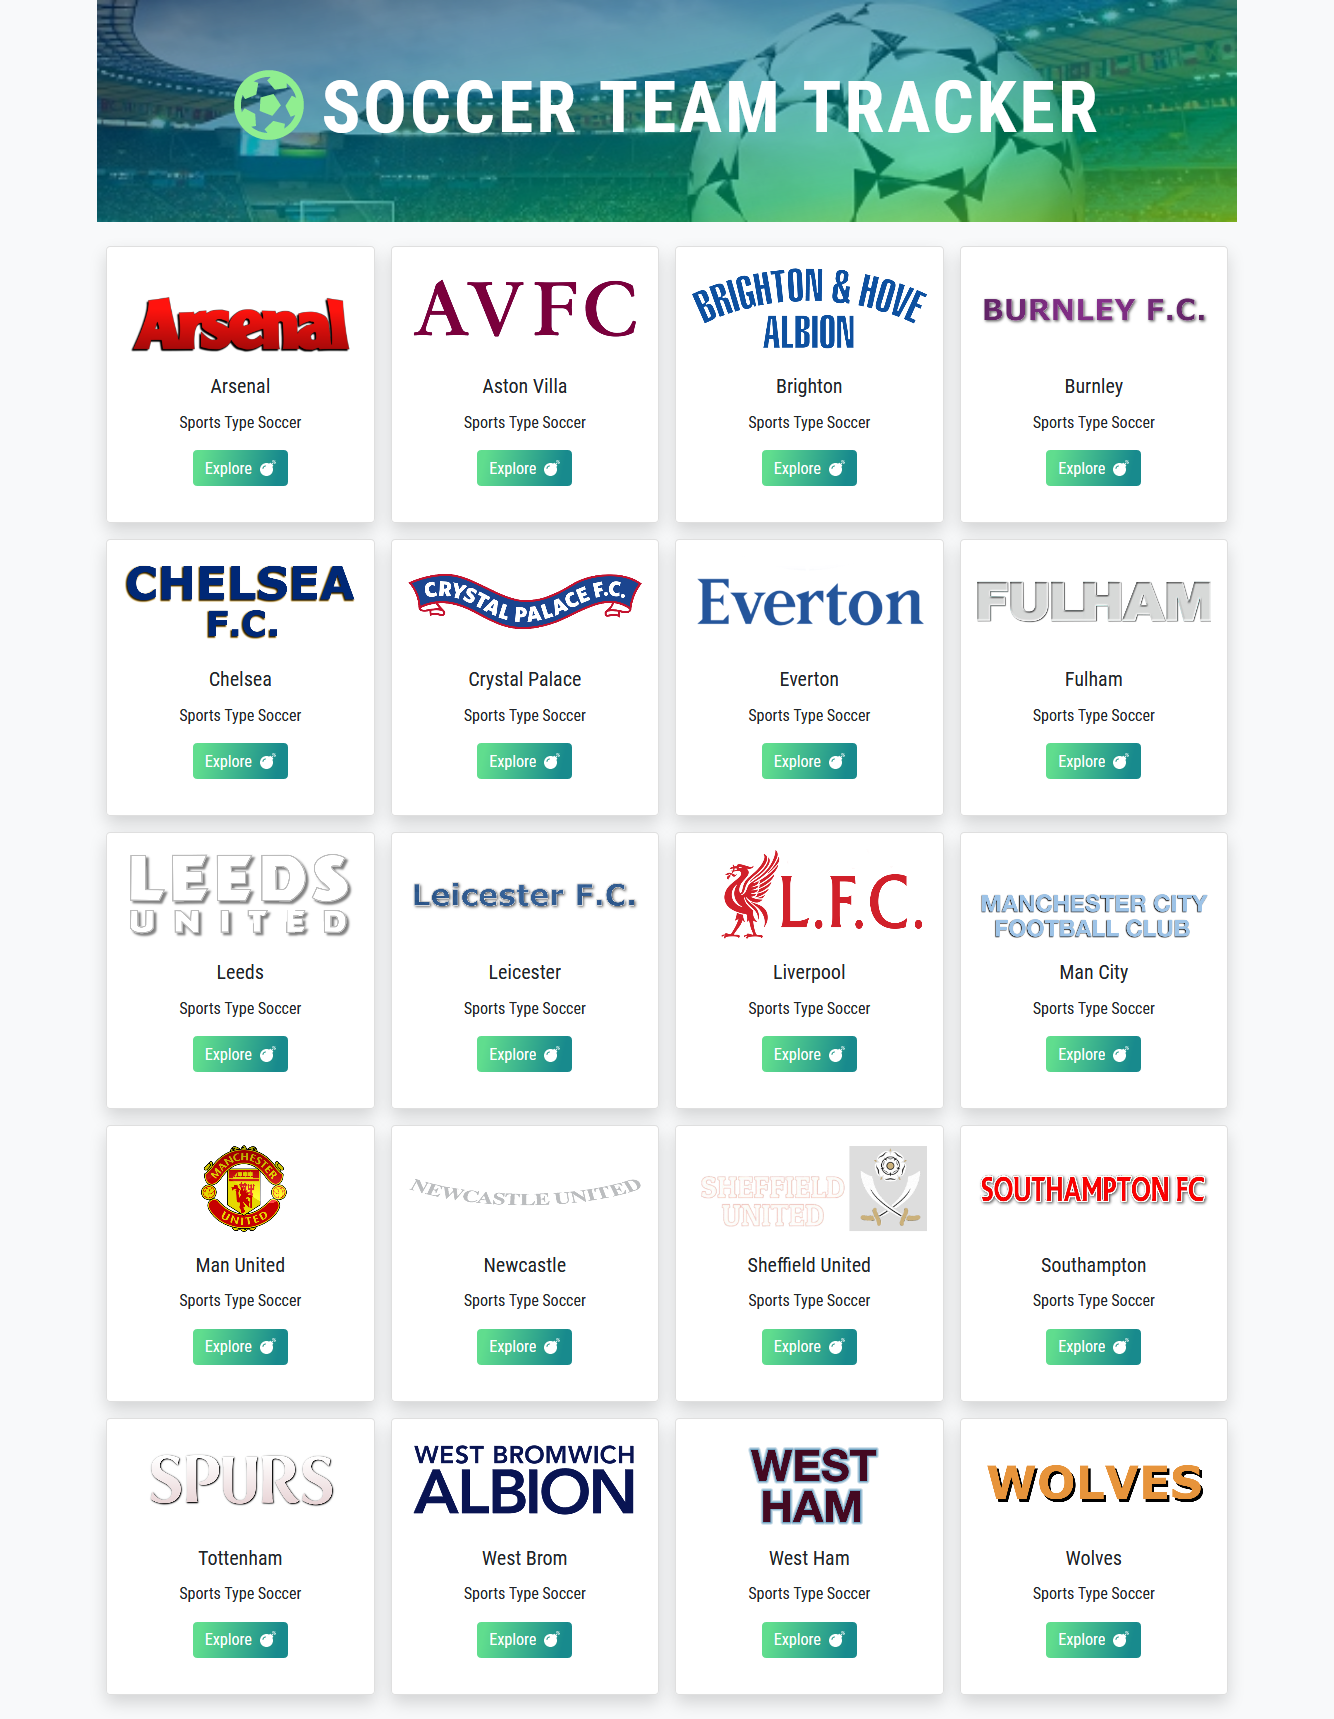 SOCCER TEAM TRACKER
Arsenal
Arsenal
Sports Type Soccer
Explore
AVFC
Aston Villa
Sports Type Soccer
Explore
BRIGHTON & HOVE
ALBION
Brighton
Sports Type Soccer
Explore
BURNLEY F.C.
Burnley
Sports Type Soccer
Explore
CHELSEA
F.C.
Chelsea
Sports Type Soccer
Explore
CRYSTAL PALACE F.C.
Crystal Palace
Sports Type Soccer
Explore
Everton
Everton
Sports Type Soccer
Explore
FULHAM
Fulham
Sports Type Soccer
Explore
LEEDS
UNITED
Leeds
Sports Type Soccer
Explore
Leicester F.C.
Leicester
Sports Type Soccer
Explore
L.F.C.
Liverpool
Sports Type Soccer
Explore
MANCHESTER CITY
FOOTBALL CLUB
Man City
Sports Type Soccer
Explore
MANCHESTER
UNITED
Man United
Sports Type Soccer
Explore
NEWCASTLE UNITED
Newcastle
Sports Type Soccer
Explore
SHEFFIELD
UNITED
Sheffield United
Sports Type Soccer
Explore
SOUTHAMPTON FC
Southampton
Sports Type Soccer
Explore
SPURS
Tottenham
Sports Type Soccer
Explore
WEST BROMWICH
ALBION
West Brom
Sports Type Soccer
Explore
WEST
HAM
West Ham
Sports Type Soccer
Explore
WOLVES
Wolves
Sports Type Soccer
Explore